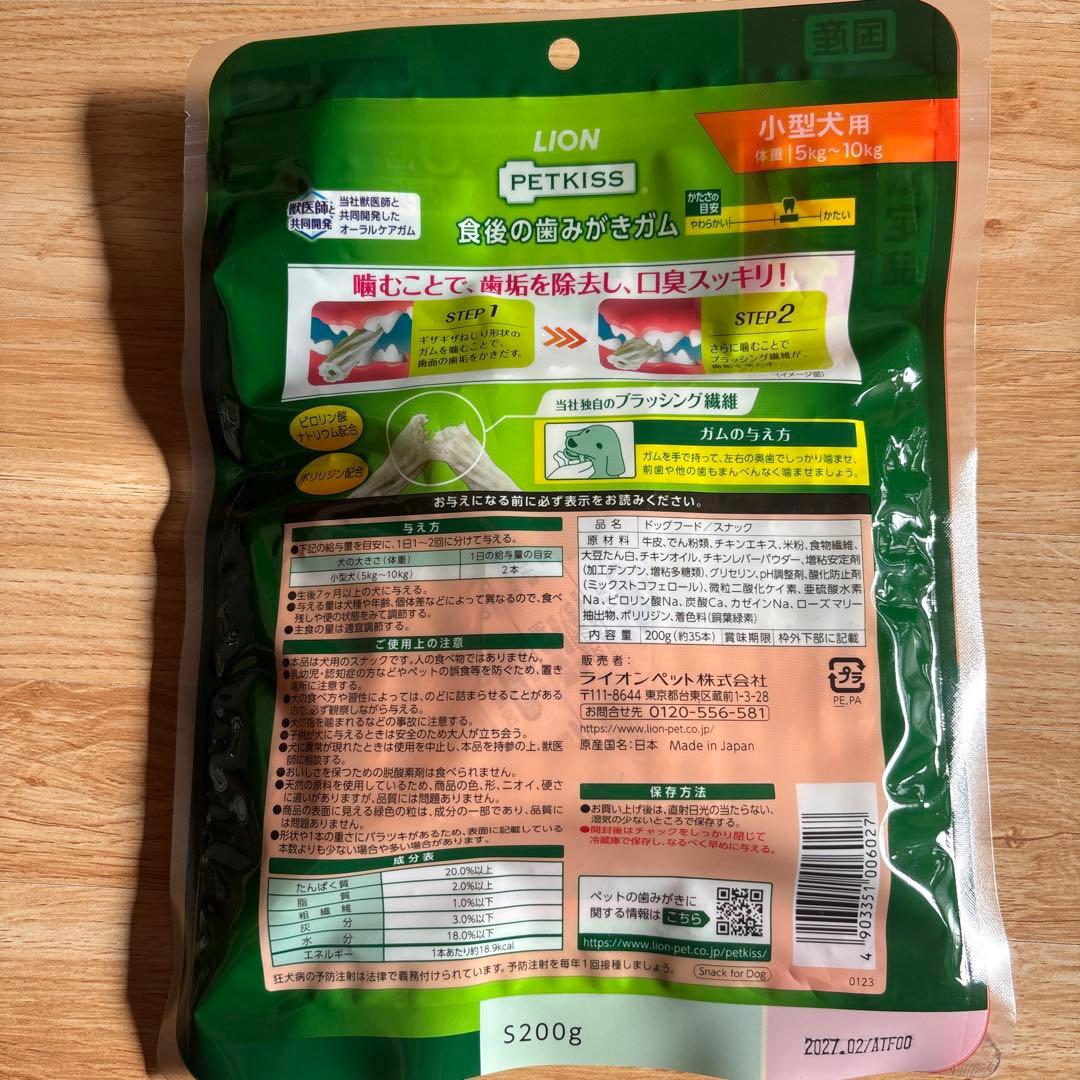 国産
小型犬用
体重 5kg〜10kg
LION
PETKISS
食後の歯みがきガム
かたさの目安
やわらかい かたい
獣医師と共同開発
当社獣医師と
共同開発した
オーラルケアガム
噛むことで、歯垢を除去し、口臭スッキリ!
STEP 1
ギザギザねじり形状の
ガムを噛むことで、
歯面の歯垢をかきだす。
STEP 2
さらに噛むことで
ブラッシング繊維が、
歯垢を落とす。
(イメージ図)
当社独自のブラッシング繊維
ピロリン酸
ナトリウム配合
ポリリジン配合
ガムの与え方
ガムを手で持って、左右の奥歯でしっかり噛ませ、
前歯や他の歯もまんべんなく噛ませましょう。
お与えになる前に必ず表示をお読みください。
与え方
●下記の給与量を目安に、1日1〜2回に分けて与える。
犬の大きさ(体重) 1日の給与量の目安
小型犬(5kg〜10kg) 2本
●生後7ヶ月以上の犬に与える。
●与える量は犬種や年齢、個体差などによって異なるので、食べ
残しや便の状態をみて調節する。
●主食の量は適宜調節する。
ご使用上の注意
●本品は犬用のスナックです。人の食べ物ではありません。
●乳幼児・認知症の方などやペットの誤食等を防ぐため、置き
場所に注意する。
●犬の食べ方や習性によっては、のどに詰まらせることがある
ので、必ず観察しながら与える。
●犬に指を噛まれるなどの事故に注意する。
●子供が犬に与えるときは安全のため大人が立ち会う。
●犬に異常が現れたときは使用を中止し、本品を持参の上、獣医
師に相談する。
●おいしさを保つための脱酸素剤は食べられません。
●天然の原料を使用しているため、商品の色、形、ニオイ、硬さ
に違いがありますが、品質には問題ありません。
●商品の表面に見える緑色の粒は、成分の一部であり、品質に
は問題ありません。
●形状や1本の重さにバラツキがあるため、表面に記載している
本数よりも少ない場合や多い場合があります。
成分表
たんぱく質 20.0%以上
脂質 2.0%以上
粗繊維 1.0%以下
灰分 3.0%以下
水分 18.0%以下
エネルギー 1本あたり約18.9kcal
狂犬病の予防注射は法律で義務付けられています。予防注射を毎年1回接種しましょう。
品名 ドッグフード/スナック
原材料 牛皮、でん粉類、チキンエキス、米粉、食物繊維、
大豆たん白、チキンオイル、チキンレバーパウダー、増粘安定剤
(加工デンプン、増粘多糖類)、グリセリン、pH調整剤、酸化防止剤
(ミックストコフェロール)、微粒二酸化ケイ素、亜硫酸水素
Na、ピロリン酸Na、炭酸Ca、カゼインNa、ローズマリー
抽出物、ポリリジン、着色料(銅葉緑素)
内容量 200g(約35本) 賞味期限 枠外下部に記載
販売者:
ライオンペット株式会社
〒111-8644 東京都台東区蔵前1-3-28
お問合せ先 0120-556-581
https://www.lion-pet.co.jp/
原産国名:日本 Made in Japan
プラ
PE,PA
保存方法
●お買い上げ後は、直射日光の当たらない、
湿気の少ないところで保存する。
●開封後はチャックをしっかり閉じて
冷蔵庫で保存し、なるべく早めに与える。
ペットの歯みがきに
関する情報は こちら
https://www.lion-pet.co.jp/petkiss/
Snack for Dog
4 903351 006027
0123
S200g
2027.02/ATF00